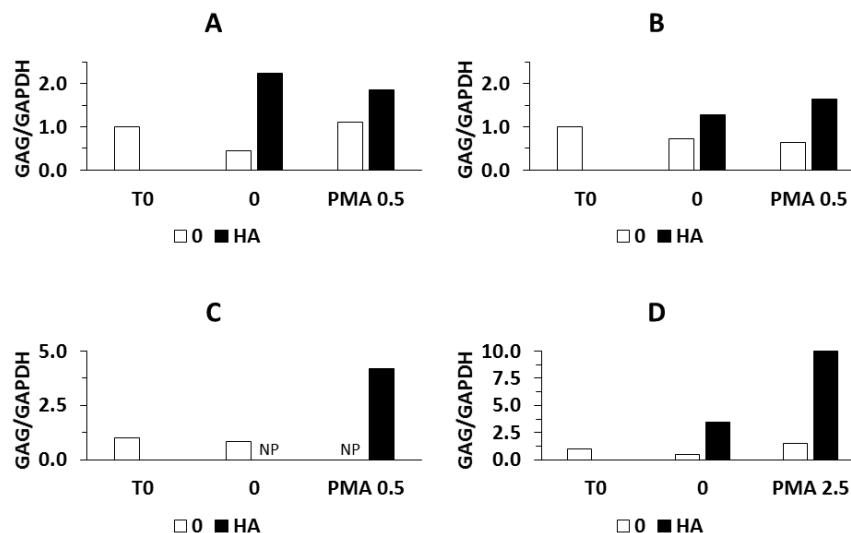 A
GAG/GAPDH
2.0
1.0
0.0
T0 0 PMA 0.5
0 HA
B
GAG/GAPDH
2.0
1.0
0.0
T0 0 PMA 0.5
0 HA
C
GAG/GAPDH
5.0
2.5
0.0
NP NP
T0 0 PMA 0.5
0 HA
D
GAG/GAPDH
10.0
7.5
5.0
2.5
0.0
T0 0 PMA 2.5
0 HA